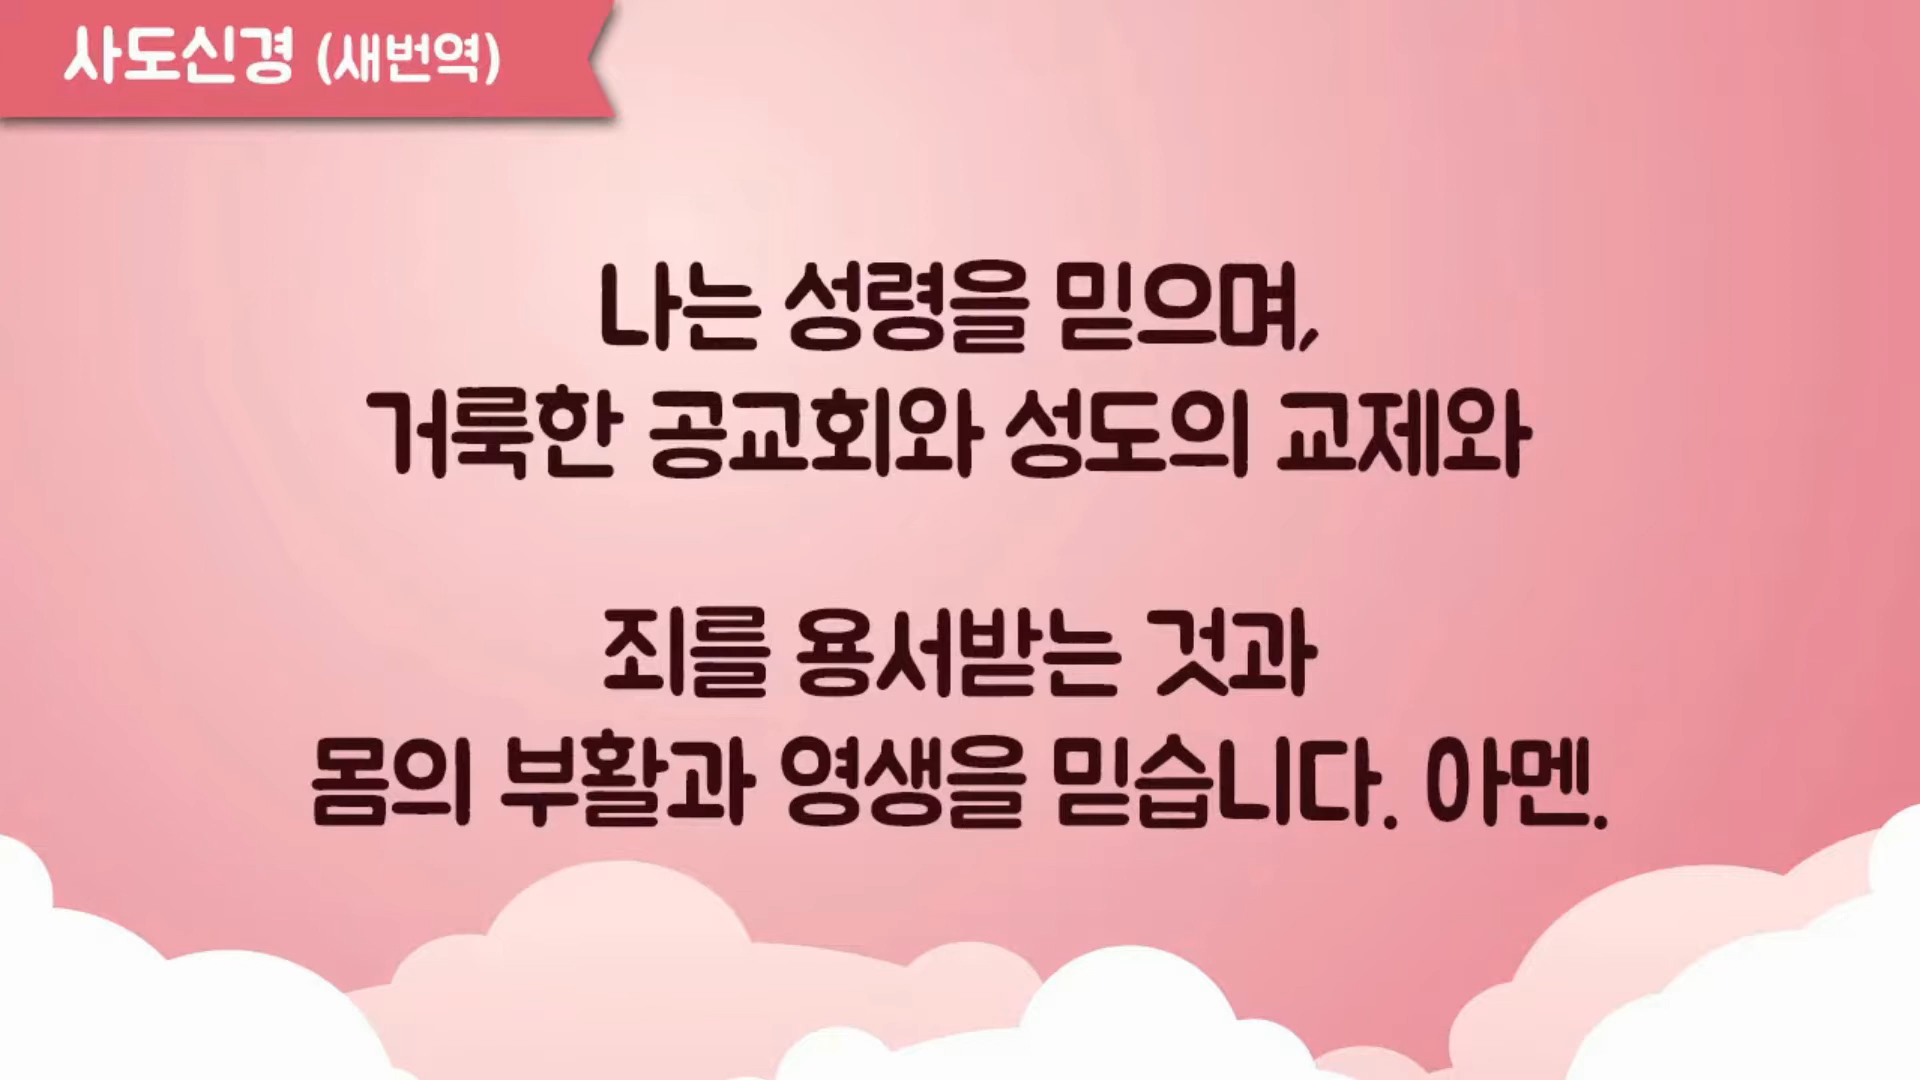 사도신경 (새번역)
나는 성령을 믿으며,
거룩한 공교회와 성도의 교제와
죄를 용서받는 것과
몸의 부활과 영생을 믿습니다. 아멘.